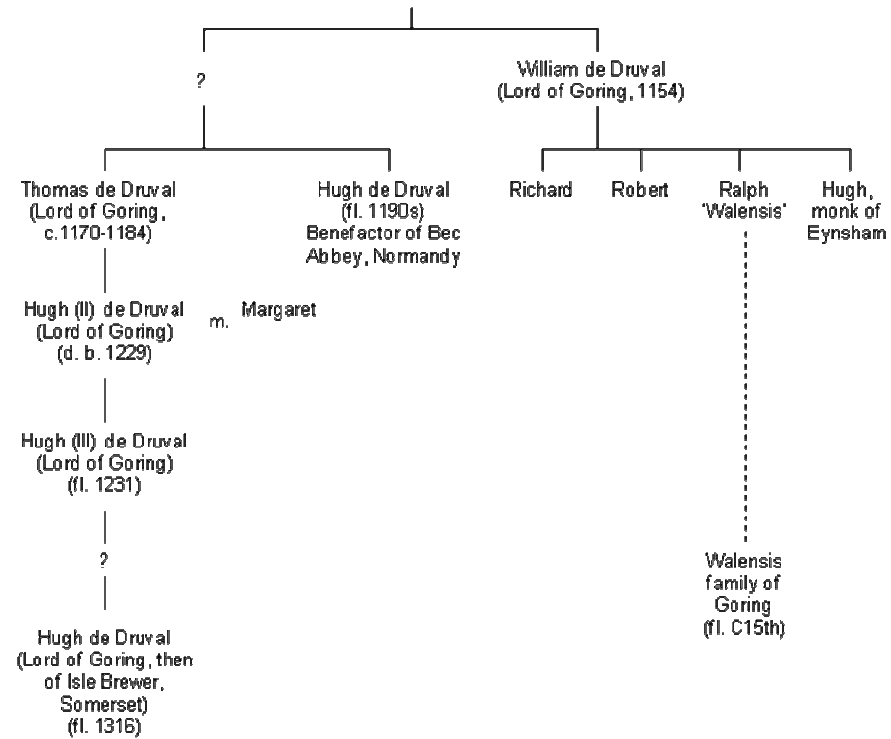 ?
William de Druval
(Lord of Goring, 1154)
Thomas de Druval
(Lord of Goring,
c.1170-1184)
Hugh de Druval
(fl. 1190s)
Benefactor of Bec
Abbey, Normandy
Richard
Robert
Ralph
'Walensis'
Hugh,
monk of
Eynsham
Hugh (II) de Druval
(Lord of Goring)
(d. b. 1229)
m.
Margaret
Hugh (III) de Druval
(Lord of Goring)
(fl. 1231)
?
Walensis
family of
Goring
(fl. C15th)
Hugh de Druval
(Lord of Goring, then
of Isle Brewer,
Somerset)
(fl. 1316)